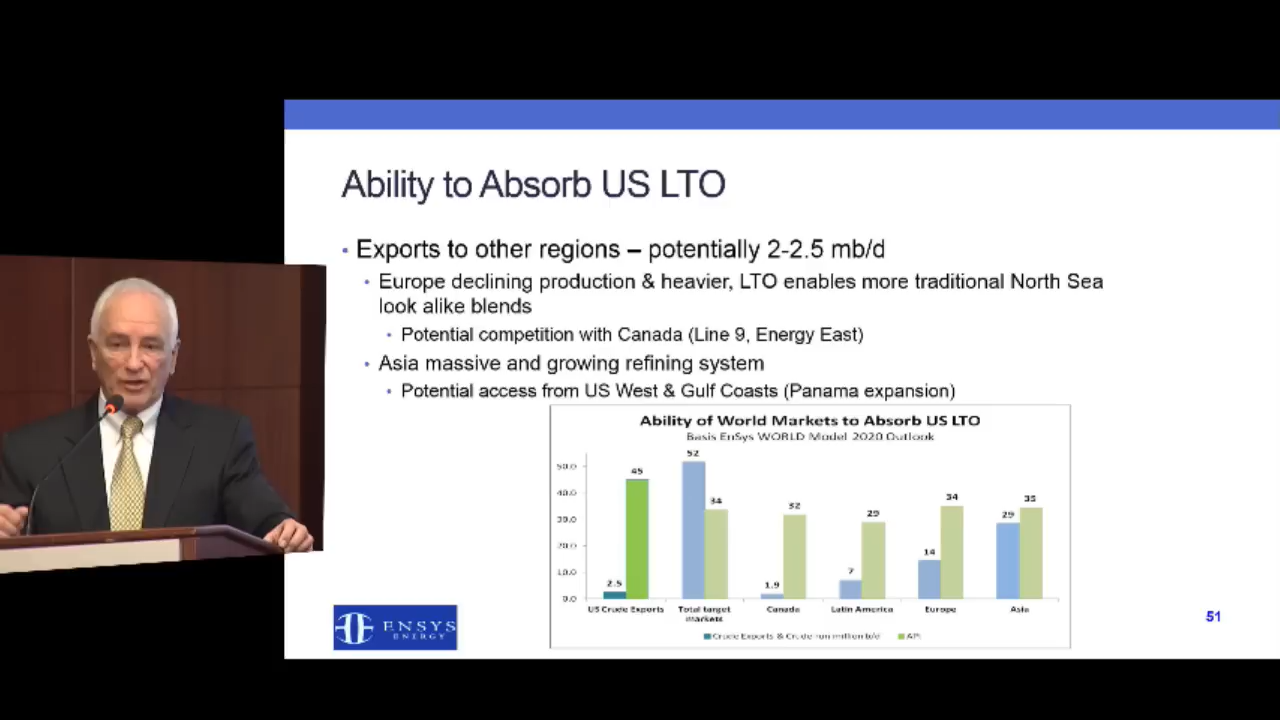 Ability to Absorb US LTO
• Exports to other regions – potentially 2-2.5 mb/d
• Europe declining production & heavier, LTO enables more traditional North Sea
look alike blends
• Potential competition with Canada (Line 9, Energy East)
• Asia massive and growing refining system
• Potential access from US West & Gulf Coasts (Panama expansion)
Ability of World Markets to Absorb US LTO
Basis EnSys WORLD Model 2020 Outlook
50.0
40.0
30.0
20.0
10.0
0.0
2.5
45
52
34
1.9
32
7
29
14
34
29
35
US Crude Exports
Total target
markets
Canada
Latin America
Europe
Asia
Crude Exports & Crude run million b/d
API
ENSYS
ENERGY
51